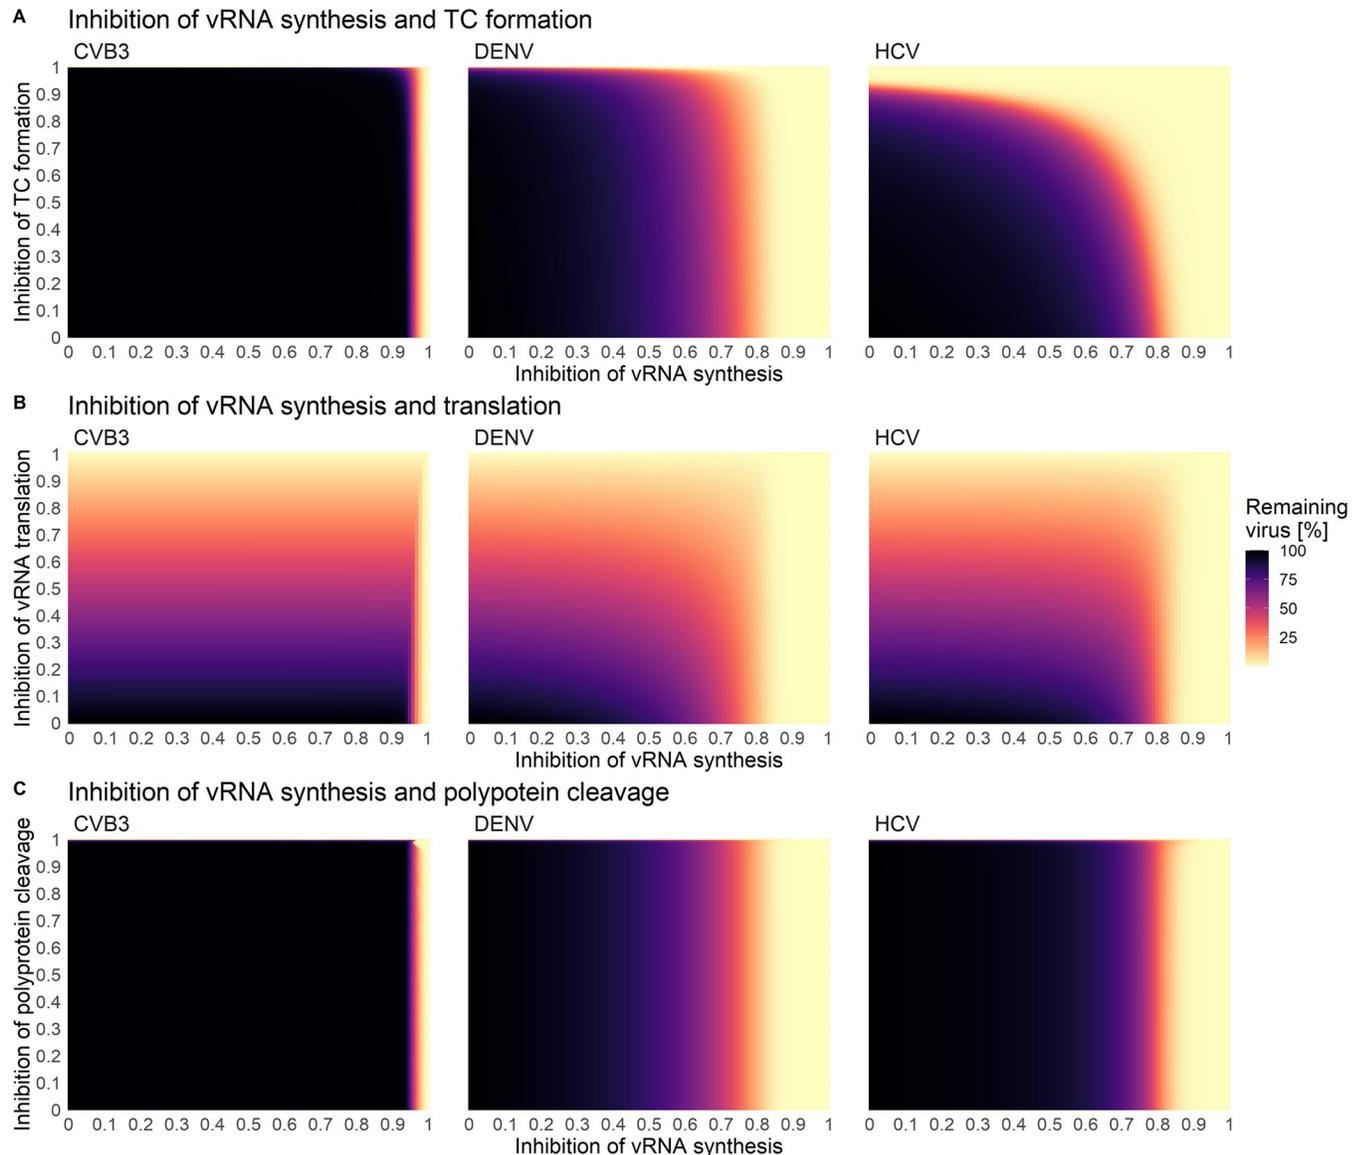 A Inhibition of vRNA synthesis and TC formation
CVB3 DENV HCV
Inhibition of TC formation
1
0.9
0.8
0.7
0.6
0.5
0.4
0.3
0.2
0.1
0
0 0.1 0.2 0.3 0.4 0.5 0.6 0.7 0.8 0.9 1 0 0.1 0.2 0.3 0.4 0.5 0.6 0.7 0.8 0.9 1 0 0.1 0.2 0.3 0.4 0.5 0.6 0.7 0.8 0.9 1
Inhibition of vRNA synthesis
B Inhibition of vRNA synthesis and translation
CVB3 DENV HCV
Inhibition of vRNA translation
1
0.9
0.8
0.7
0.6
0.5
0.4
0.3
0.2
0.1
0
0 0.1 0.2 0.3 0.4 0.5 0.6 0.7 0.8 0.9 1 0 0.1 0.2 0.3 0.4 0.5 0.6 0.7 0.8 0.9 1 0 0.1 0.2 0.3 0.4 0.5 0.6 0.7 0.8 0.9 1
Inhibition of vRNA synthesis
Remaining
virus [%]
100
75
50
25
C Inhibition of vRNA synthesis and polypotein cleavage
CVB3 DENV HCV
Inhibition of polyprotein cleavage
1
0.9
0.8
0.7
0.6
0.5
0.4
0.3
0.2
0.1
0
0 0.1 0.2 0.3 0.4 0.5 0.6 0.7 0.8 0.9 1 0 0.1 0.2 0.3 0.4 0.5 0.6 0.7 0.8 0.9 1 0 0.1 0.2 0.3 0.4 0.5 0.6 0.7 0.8 0.9 1
Inhibition of vRNA synthesis